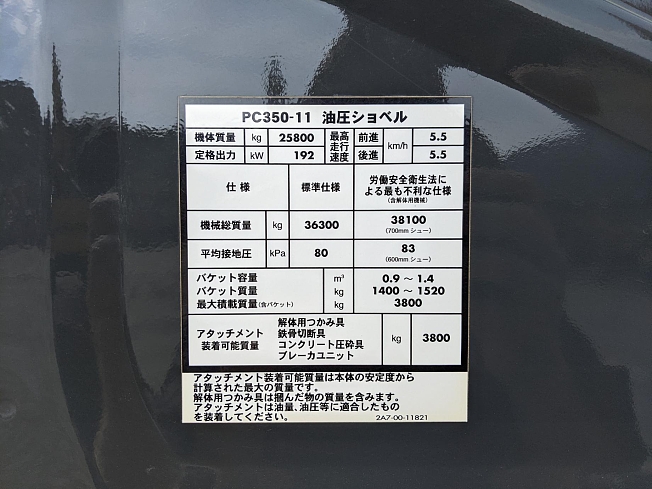 PC350-11 油圧ショベル
機体質量 kg 25800 最高走行速度 前進 km/h 5.5
定格出力 kW 192 後進 5.5
仕様 標準仕様 労働安全衛生法による最も不利な仕様
(含解体用機械)
機械総質量 kg 36300 38100
(700mm シュー)
平均接地圧 kPa 80 83
(600mm シュー)
バケット容量 m³ 0.9 〜 1.4
バケット質量 kg 1400 〜 1520
最大積載質量(含バケット) kg 3800
アタッチメント装着可能質量 解体用つかみ具 kg 3800
鉄骨切断具
コンクリート圧砕具
ブレーカユニット
アタッチメント装着可能質量は本体の安定度から
計算された最大の質量です。
解体用つかみ具は掴んだ物の質量を含みます。
アタッチメントは油量、油圧等に適合したもの
を装着してください。 2A7-00-11821